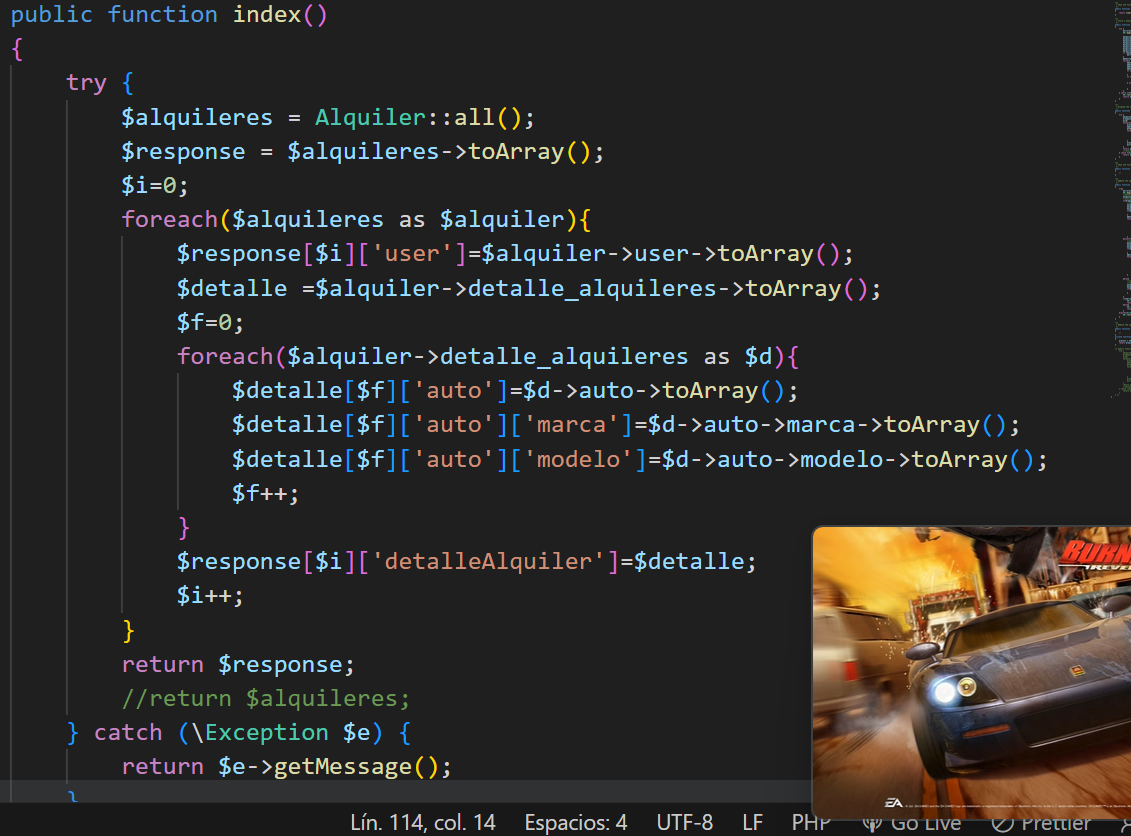 public function index()
{
    try {
        $alquileres = Alquiler::all();
        $response = $alquileres->toArray();
        $i=0;
        foreach($alquileres as $alquiler){
            $response[$i]['user']=$alquiler->user->toArray();
            $detalle =$alquiler->detalle_alquileres->toArray();
            $f=0;
            foreach($alquiler->detalle_alquileres as $d){
                $detalle[$f]['auto']=$d->auto->toArray();
                $detalle[$f]['auto']['marca']=$d->auto->marca->toArray();
                $detalle[$f]['auto']['modelo']=$d->auto->modelo->toArray();
                $f++;
            }
            $response[$i]['detalleAlquiler']=$detalle;
            $i++;
        }
        return $response;
        //return $alquileres;
    } catch (\Exception $e) {
        return $e->getMessage();
    }
BURN
REVE
EA
Lín. 114, col. 14 Espacios: 4 UTF-8 LF PHP Go Live Prettier